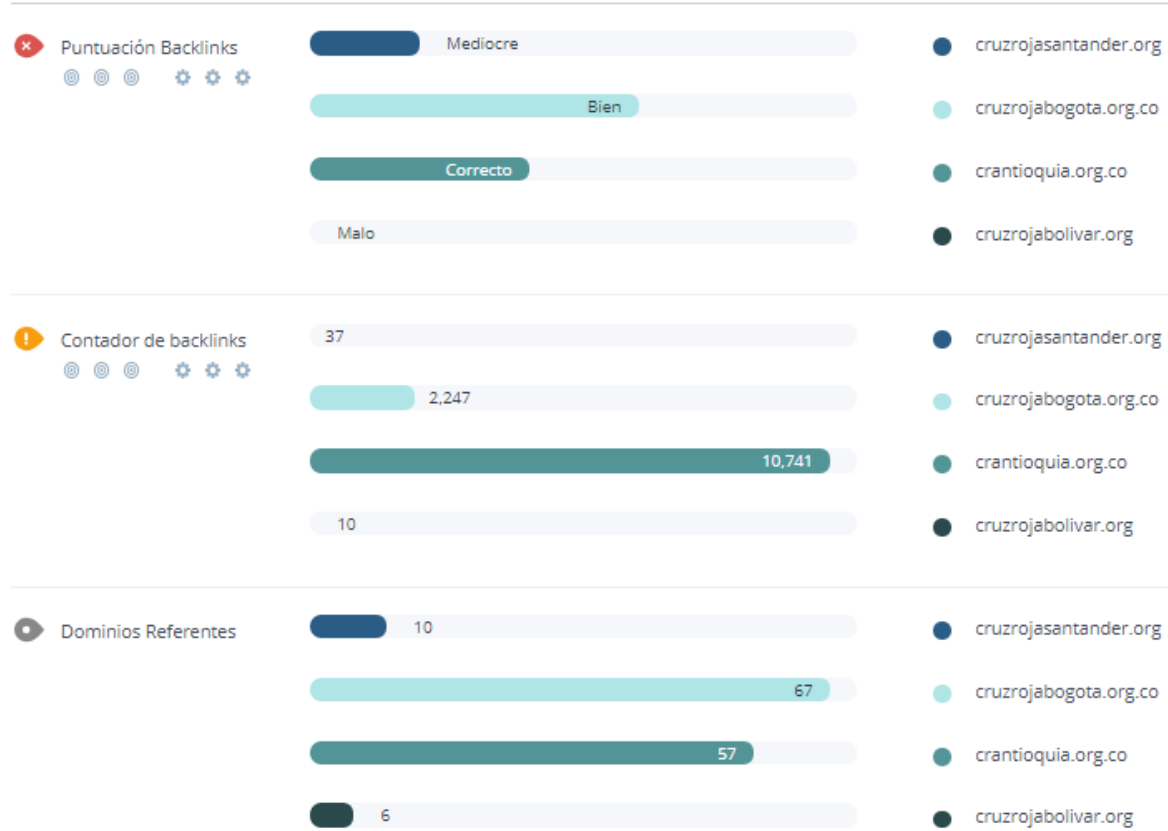 Puntuación Backlinks
Mediocre
cruzrojasantander.org
Bien
cruzrojabogota.org.co
Correcto
crantioquia.org.co
Malo
cruzrojabolivar.org
Contador de backlinks
37
cruzrojasantander.org
2,247
cruzrojabogota.org.co
10,741
crantioquia.org.co
10
cruzrojabolivar.org
Dominios Referentes
10
cruzrojasantander.org
67
cruzrojabogota.org.co
57
crantioquia.org.co
6
cruzrojabolivar.org